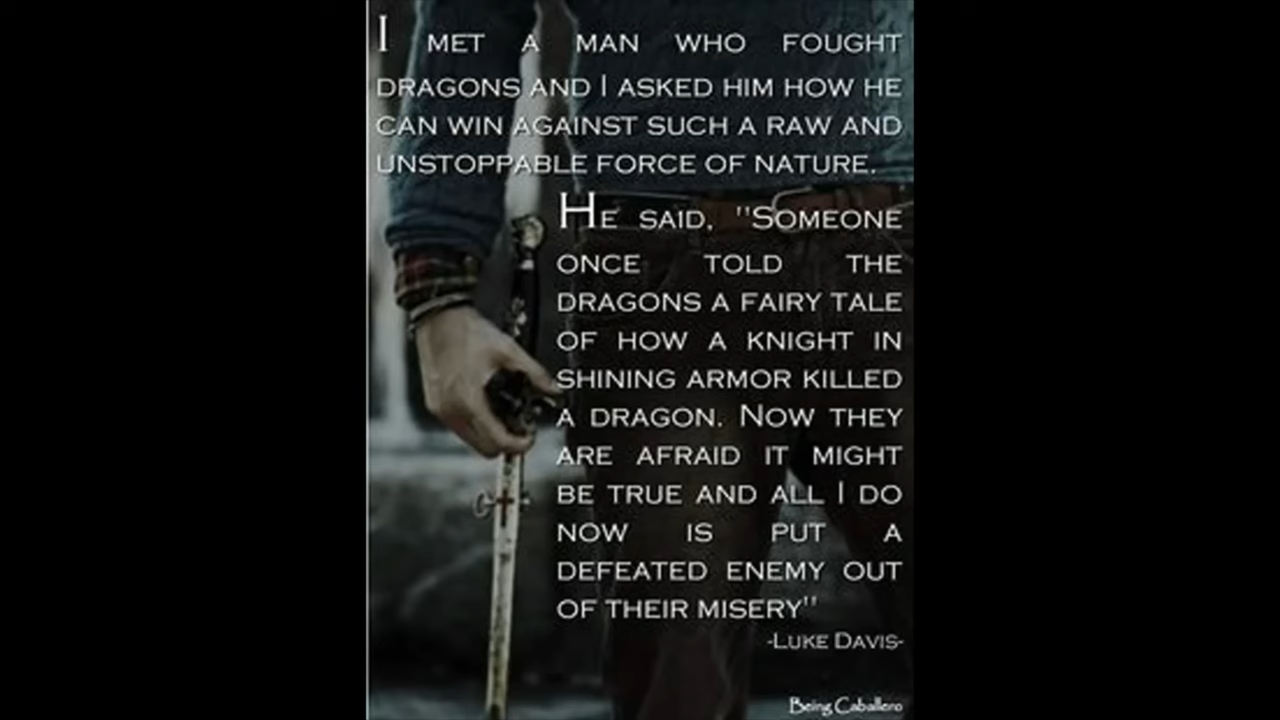 I MET A MAN WHO FOUGHT
DRAGONS AND I ASKED HIM HOW HE
CAN WIN AGAINST SUCH A RAW AND
UNSTOPPABLE FORCE OF NATURE.
HE SAID, "SOMEONE
ONCE TOLD THE
DRAGONS A FAIRY TALE
OF HOW A KNIGHT IN
SHINING ARMOR KILLED
A DRAGON. NOW THEY
ARE AFRAID IT MIGHT
BE TRUE AND ALL I DO
NOW IS PUT A
DEFEATED ENEMY OUT
OF THEIR MISERY"
-LUKE DAVIS-
Being Caballero